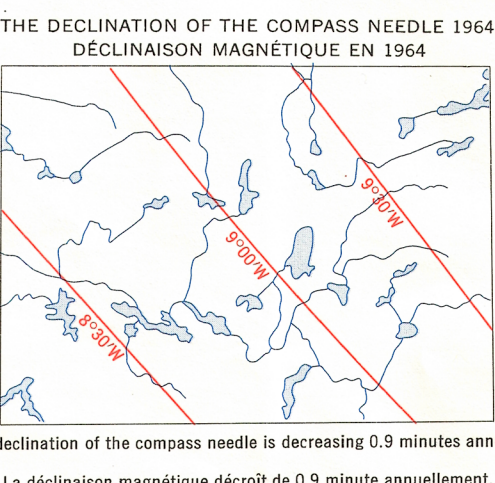 THE DECLINATION OF THE COMPASS NEEDLE 1964
DÉCLINAISON MAGNÉTIQUE EN 1964
9°30′W
9°00′W
8°30′W
declination of the compass needle is decreasing 0.9 minutes ann
La déclinaison magnétique décroît de 0.9 minute annuellement